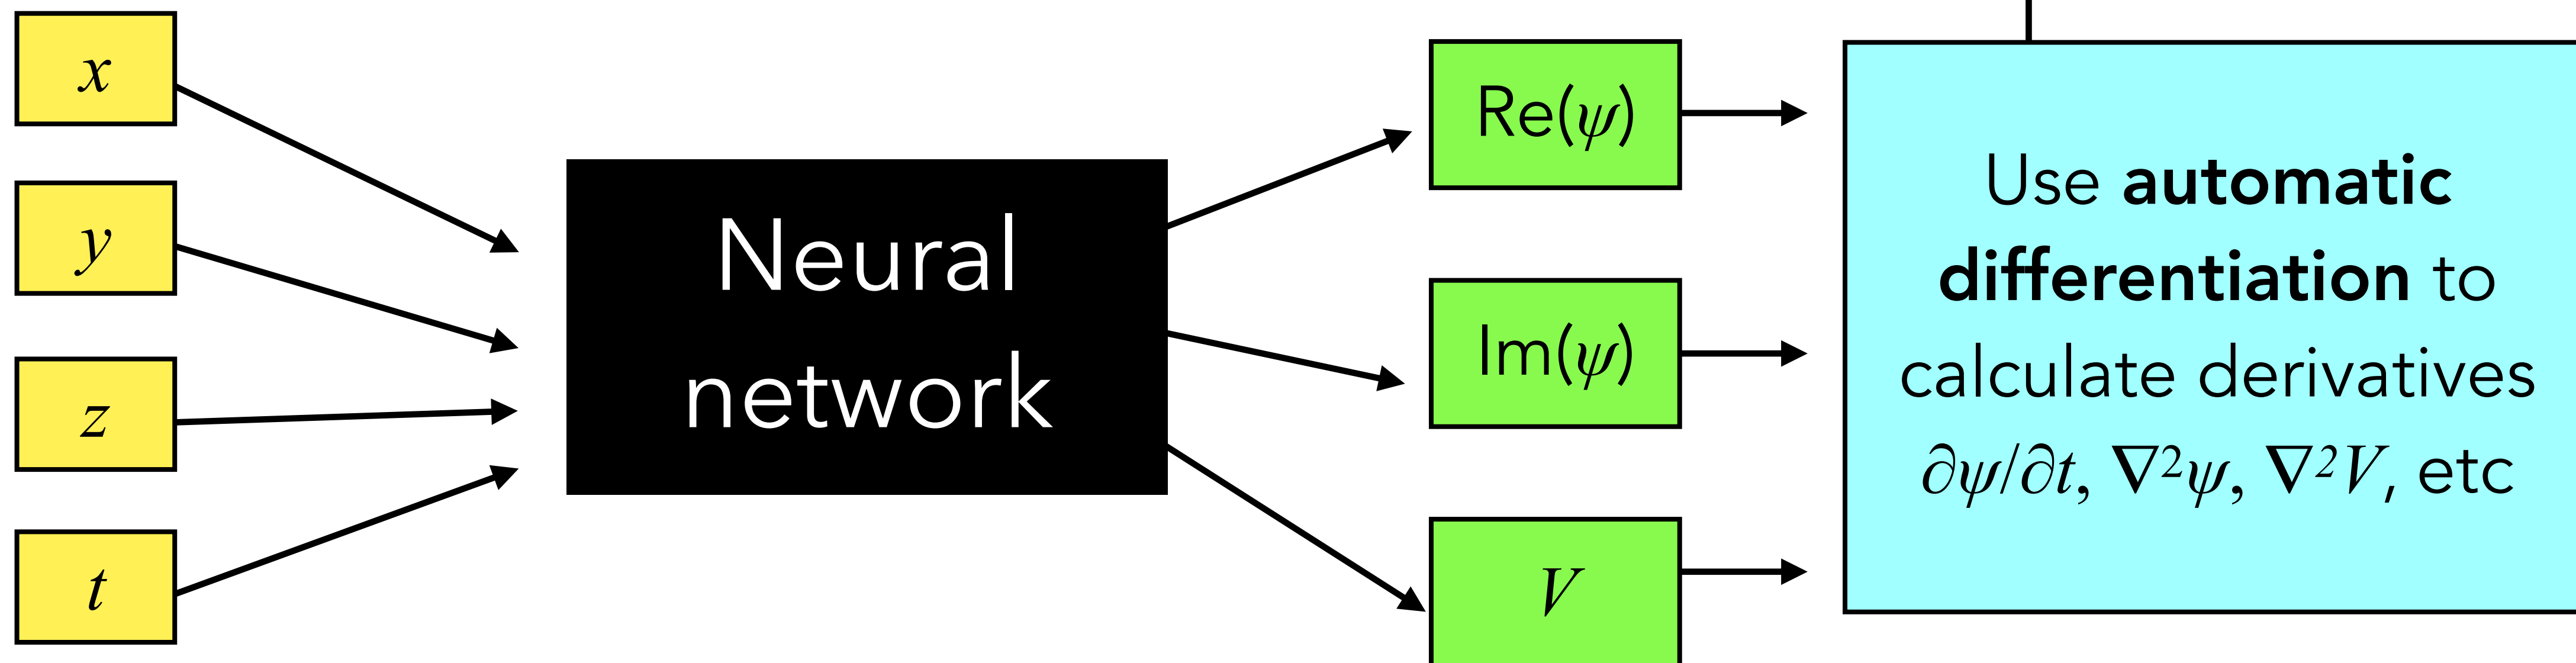 x
y
z
t
Neural
network
Re(ψ)
Im(ψ)
V
Use automatic
differentiation to
calculate derivatives
∂ψ/∂t, ∇²ψ, ∇²V, etc